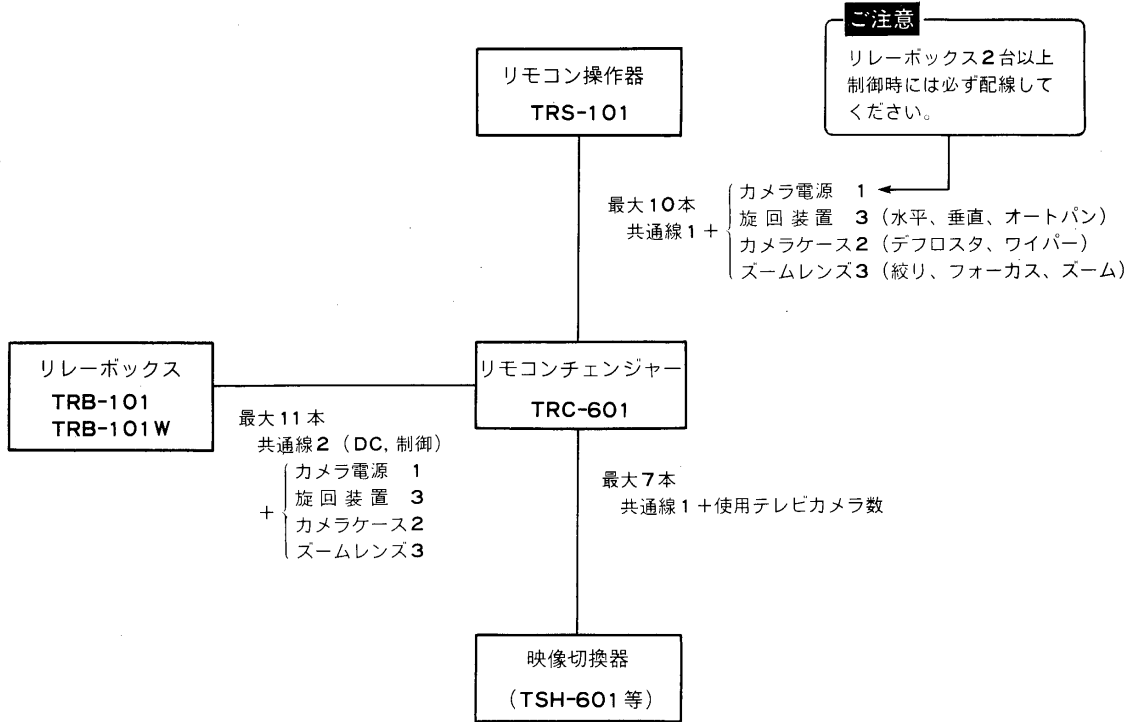 ご注意
リレーボックス2台以上
制御時には必ず配線して
ください。
リモコン操作器
TRS-101
最大10本
共通線1+
カメラ電源 1
旋回装置 3 (水平、垂直、オートパン)
カメラケース2 (デフロスタ、ワイパー)
ズームレンズ3 (絞り、フォーカス、ズーム)
リレーボックス
TRB-101
TRB-101W
リモコンチェンジャー
TRC-601
最大11本
共通線2 (DC, 制御)
+
カメラ電源 1
旋回装置 3
カメラケース2
ズームレンズ3
最大7本
共通線1+使用テレビカメラ数
映像切換器
(TSH-601等)